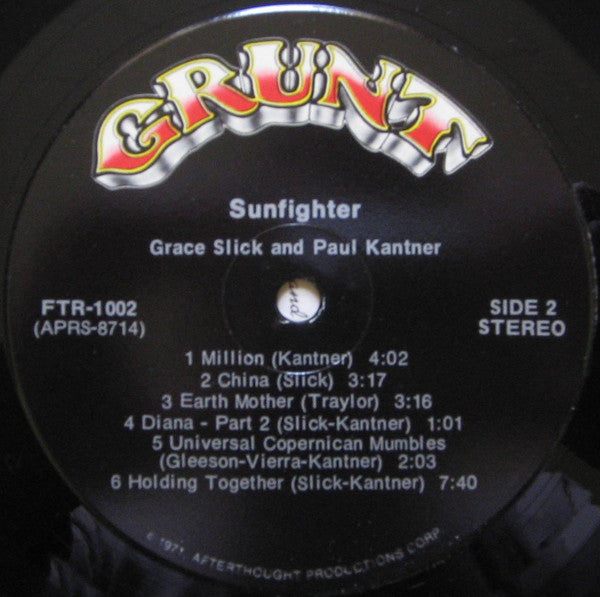 GRUNT
Sunfighter
Grace Slick and Paul Kantner
FTR-1002
(APRS-8714)
SIDE 2
STEREO
and
1 Million (Kantner) 4:02
2 China (Slick) 3:17
3 Earth Mother (Traylor) 3:16
4 Diana - Part 2 (Slick-Kantner) 1:01
5 Universal Copernican Mumbles
(Gleeson-Vierra-Kantner) 2:03
6 Holding Together (Slick-Kantner) 7:40
© 1971, AFTERTHOUGHT PRODUCTIONS CORP